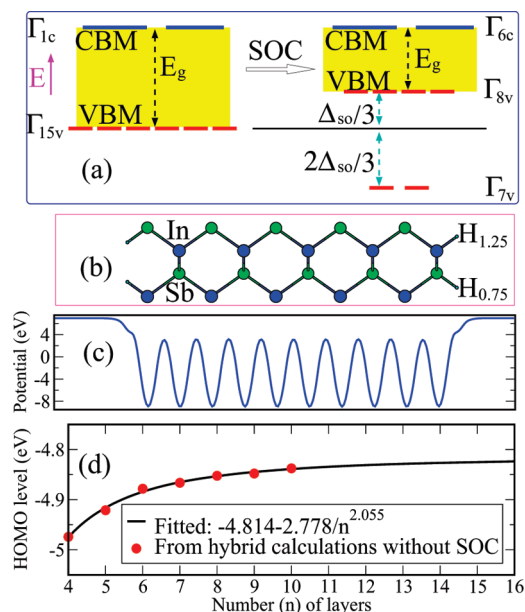 Γ1c CBM Eg SOC CBM Eg Γ6c
E
VBM VBM Γ8v
Γ15v Δso/3
(a) 2Δso/3
Γ7v
In H1.25
(b)
Sb H0.75
Potential (eV)
4
0
-4
-8
(c)
HOMO level (eV)
-4.8
-4.9
-5
(d)
Fitted: -4.814-2.778/n^2.055
From hybrid calculations without SOC
4 5 6 7 8 9 10 11 12 13 14 15 16
Number (n) of layers